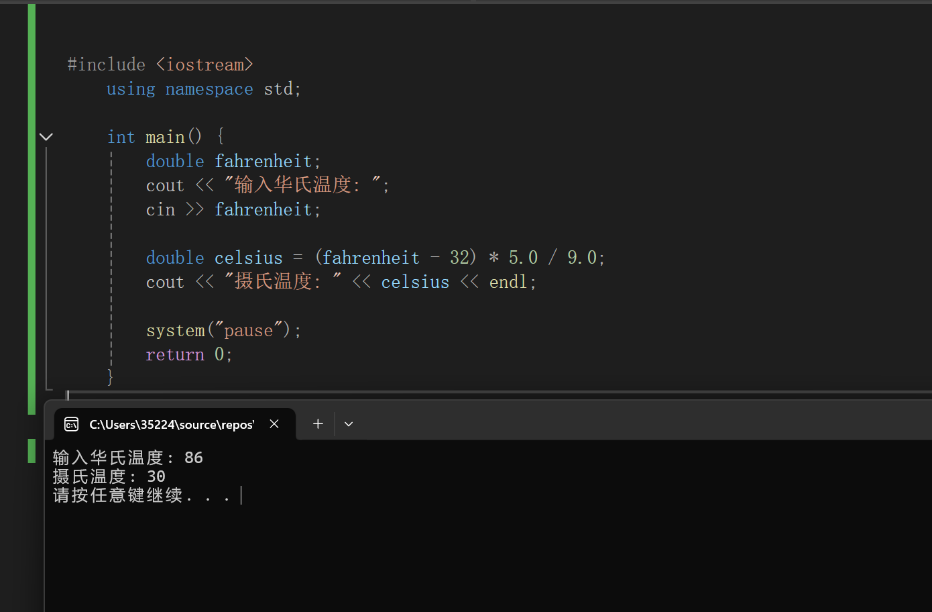 #include <iostream>
using namespace std;
int main() {
double fahrenheit;
cout << "输入华氏温度: ";
cin >> fahrenheit;
double celsius = (fahrenheit - 32) * 5.0 / 9.0;
cout << "摄氏温度: " << celsius << endl;
system("pause");
return 0;
}
C:\Users\35224\source\repos'
输入华氏温度: 86
摄氏温度: 30
请按任意键继续. . .